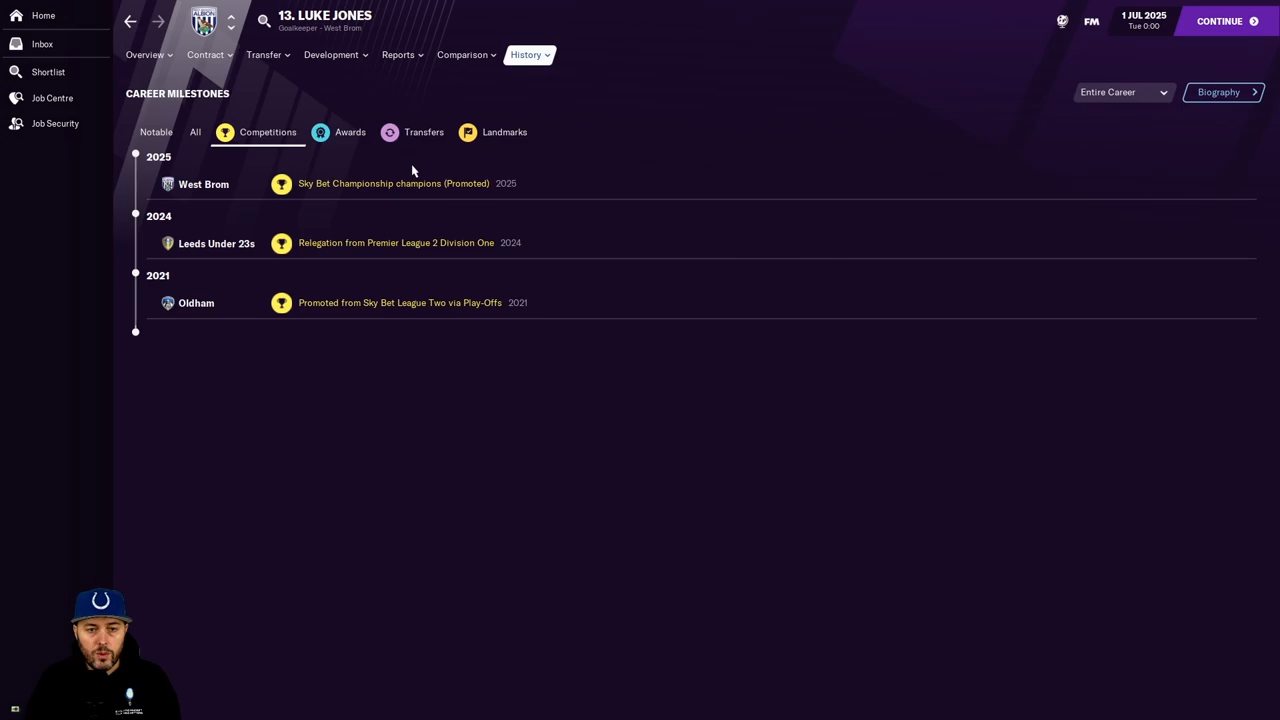 Home
Inbox
Shortlist
Job Centre
Job Security
ALBION
13. LUKE JONES
Goalkeeper - West Brom
FM
1 JUL 2025
Tue 0:00
CONTINUE
Overview
Contract
Transfer
Development
Reports
Comparison
History
CAREER MILESTONES
Entire Career
Biography
Notable
All
Competitions
Awards
Transfers
Landmarks
2025
West Brom
Sky Bet Championship champions (Promoted) 2025
2024
Leeds Under 23s
Relegation from Premier League 2 Division One 2024
2021
Oldham
Promoted from Sky Bet League Two via Play-Offs 2021